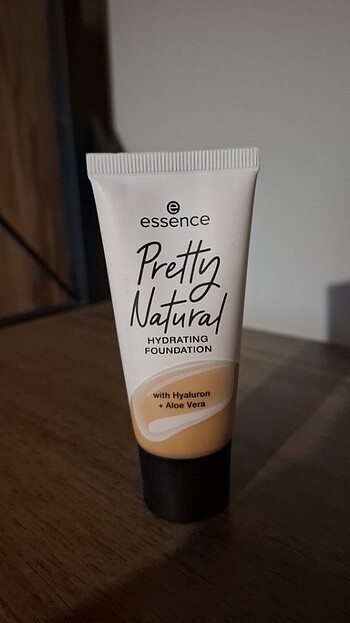 essence
Pretty
Natural
HYDRATING
FOUNDATION
with Hyaluron
+ Aloe Vera